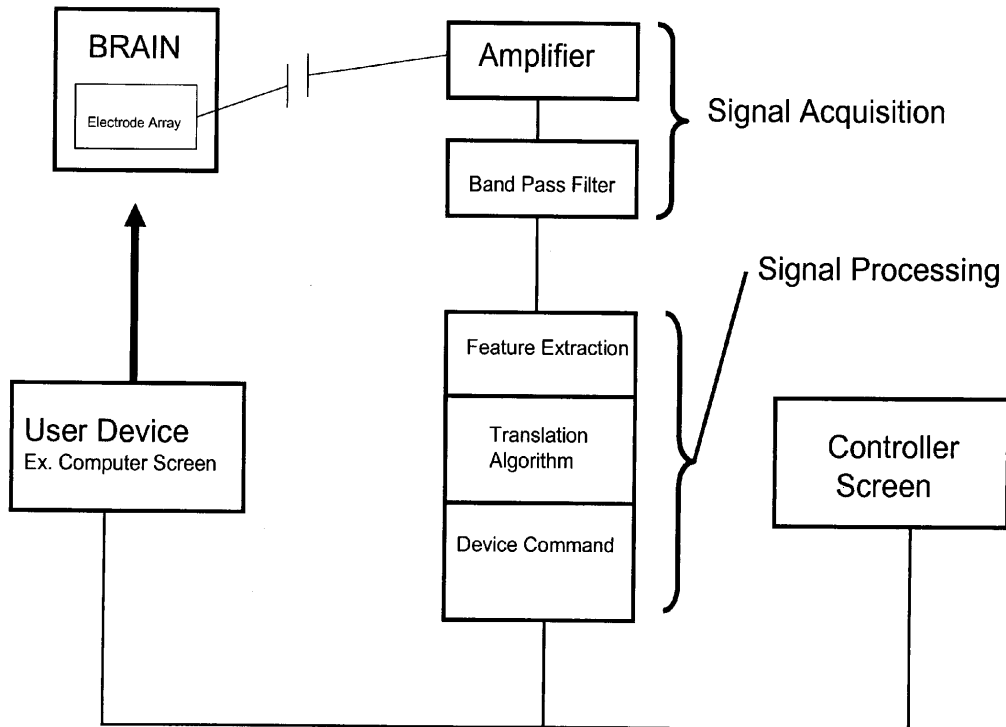 BRAIN
Electrode Array
Amplifier
Band Pass Filter
Signal Acquisition
Signal Processing
Feature Extraction
Translation
Algorithm
Device Command
User Device
Ex. Computer Screen
Controller
Screen